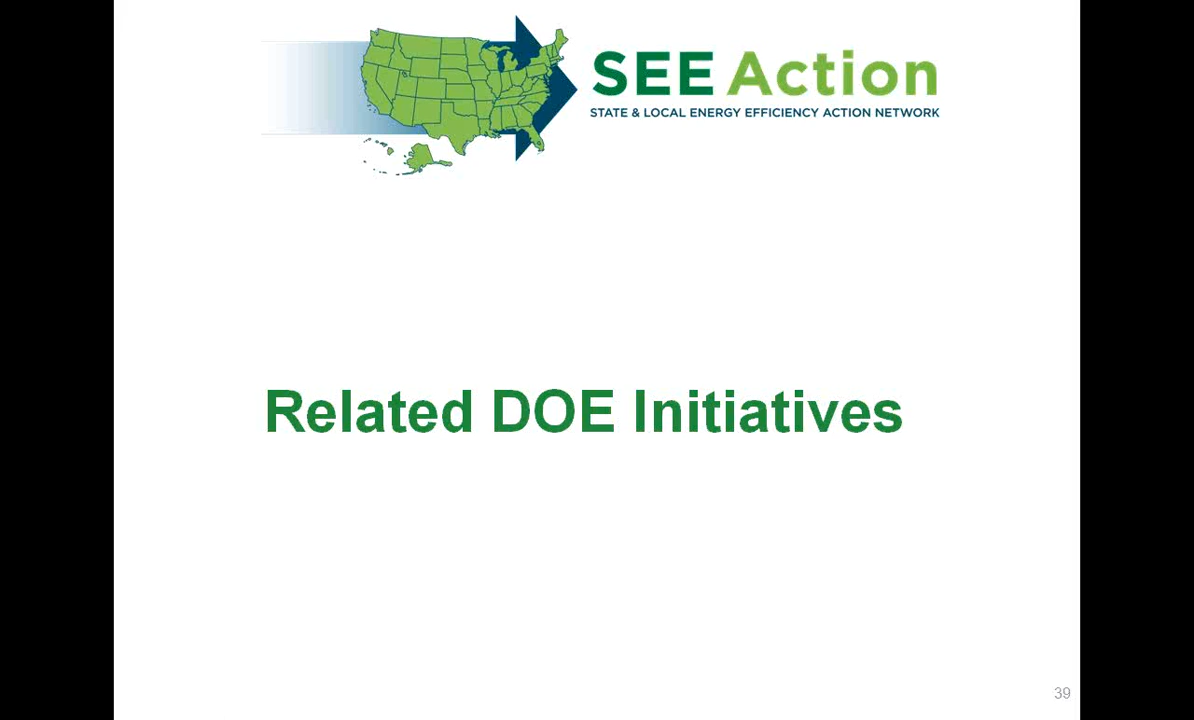 SEE Action
STATE & LOCAL ENERGY EFFICIENCY ACTION NETWORK
Related DOE Initiatives
39